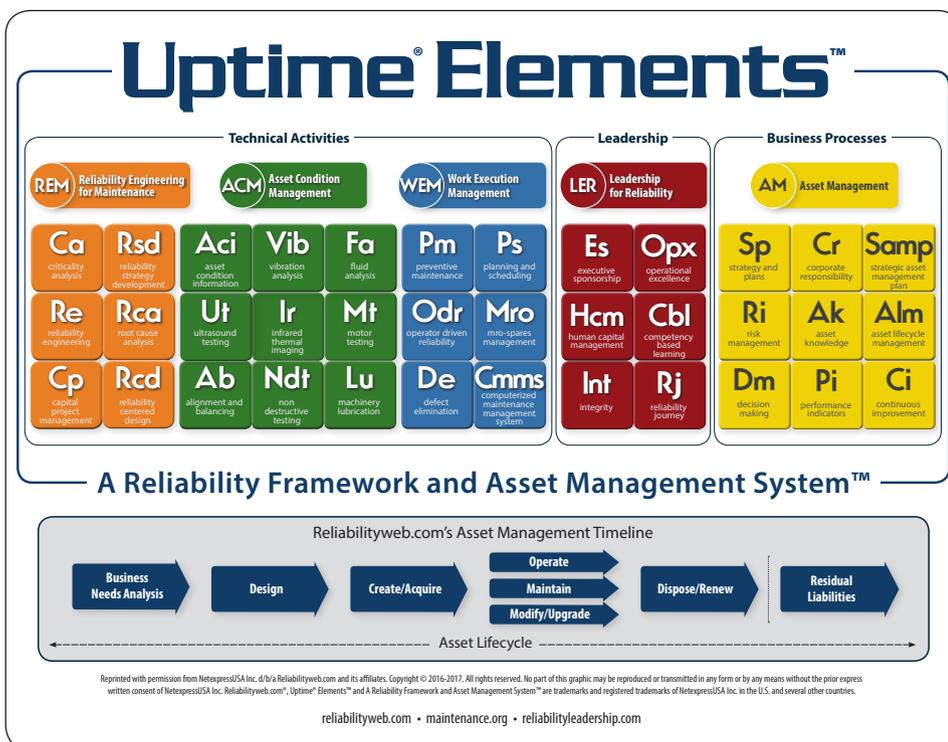 Uptime® Elements™
Technical Activities
Leadership
Business Processes
REM
Reliability Engineering
for Maintenance
ACM
Asset Condition
Management
WEM
Work Execution
Management
LER
Leadership
for Reliability
AM
Asset Management
Ca
criticality
analysis
Rsd
reliability
strategy
development
Aci
asset
condition
information
Vib
vibration
analysis
Fa
fluid
analysis
Pm
preventive
maintenance
Ps
planning and
scheduling
Es
executive
sponsorship
Opx
operational
excellence
Sp
strategy and
plans
Cr
corporate
responsibility
Samp
strategic asset
management
plan
Re
reliability
engineering
Rca
root cause
analysis
Ut
ultrasound
testing
Ir
infrared
thermal
imaging
Mt
motor
testing
Odr
operator driven
reliability
Mro
mro-spares
management
Hcm
human capital
management
Cbl
competency
based
learning
Ri
risk
management
Ak
asset
knowledge
Alm
asset lifecycle
management
Cp
capital
project
management
Rcd
reliability
centered
design
Ab
alignment and
balancing
Ndt
non
destructive
testing
Lu
machinery
lubrication
De
defect
elimination
Cmms
computerized
maintenance
management
system
Int
integrity
Rj
reliability
journey
Dm
decision
making
Pi
performance
indicators
Ci
continuous
improvement
A Reliability Framework and Asset Management System™
Reliabilityweb.com's Asset Management Timeline
Business
Needs Analysis
Design
Create/Acquire
Operate
Maintain
Modify/Upgrade
Dispose/Renew
Residual
Liabilities
Asset Lifecycle
Reprinted with permission from NetexpressUSA Inc. d/b/a Reliabilityweb.com and its affiliates. Copyright © 2016-2017. All rights reserved. No part of this graphic may be reproduced or transmitted in any form or by any means without the prior express
written consent of NetexpressUSA Inc. Reliabilityweb.com®, Uptime® Elements™ and A Reliability Framework and Asset Management System™ are trademarks and registered trademarks of NetexpressUSA Inc. in the U.S. and several other countries.
reliabilityweb.com • maintenance.org • reliabilityleadership.com